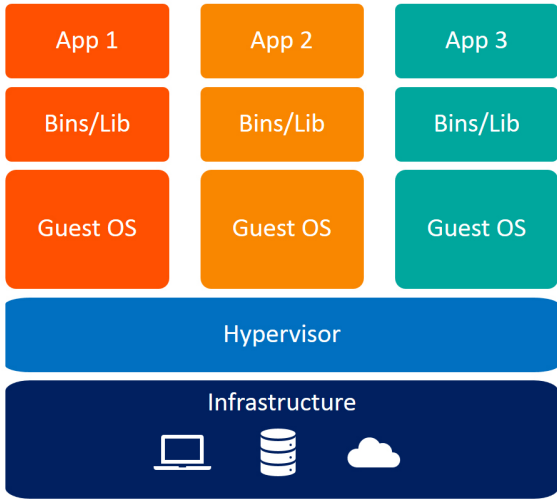 App 1
App 2
App 3
Bins/Lib
Bins/Lib
Bins/Lib
Guest OS
Guest OS
Guest OS
Hypervisor
Infrastructure